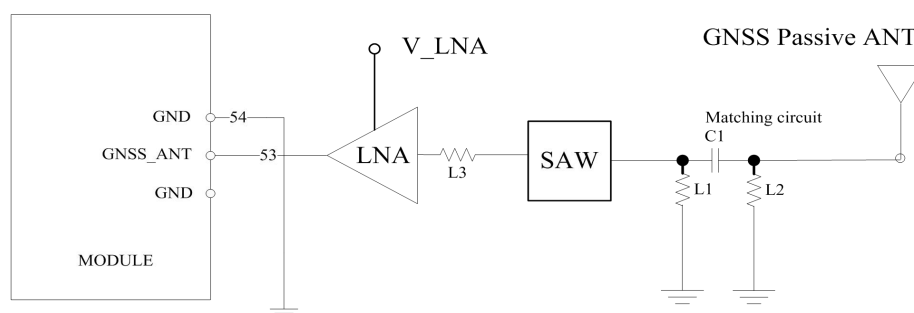 V_LNA
GNSS Passive ANT
Matching circuit
C1
GND
54
GNSS_ANT
53
LNA
L3
SAW
L1
L2
GND
MODULE